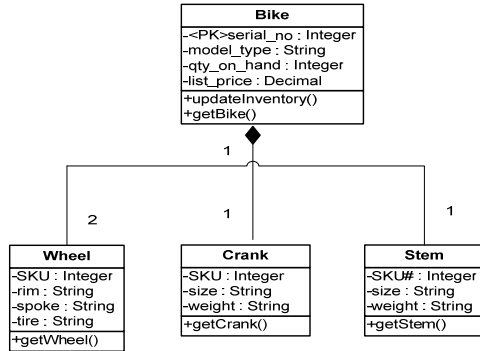 Bike
-<PK>serial_no : Integer
-model_type : String
-qty_on_hand : Integer
-list_price : Decimal
+updateInventory()
+getBike()
1
2
1
1
Wheel
-SKU : Integer
-rim : String
-spoke : String
-tire : String
+getWheel()
Crank
-SKU : Integer
-size : String
-weight : String
+getCrank()
Stem
-SKU# : Integer
-size : String
-weight : String
+getStem()